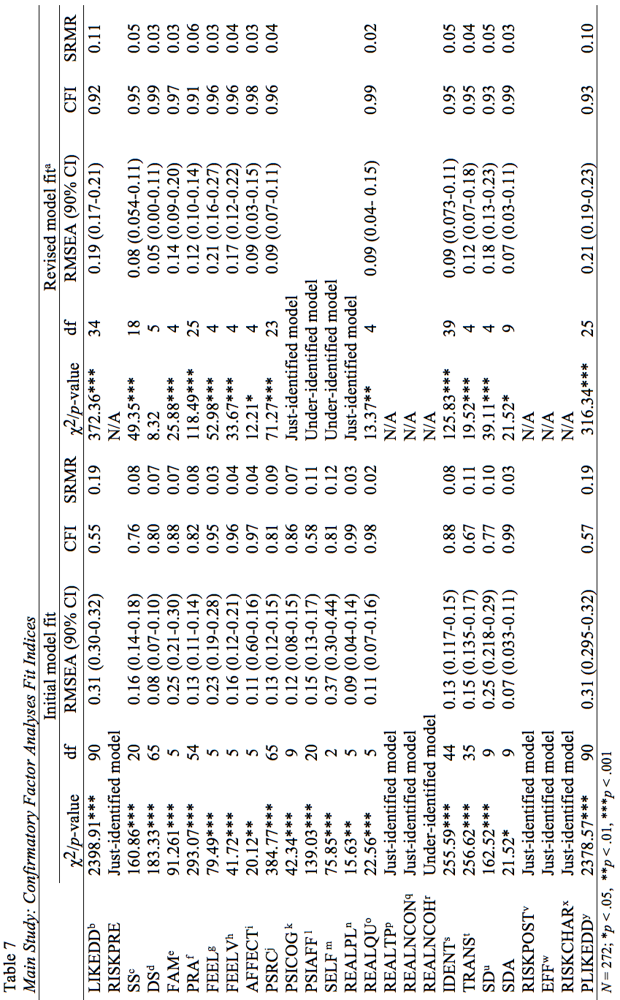 Table 7
Main Study: Confirmatory Factor Analyses Fit Indices
Initial model fit Revised model fitᵃ
χ2/p-value df RMSEA (90% CI) CFI SRMR χ2/p-value df RMSEA (90% CI) CFI SRMR
LIKEDDᵇ 2398.91*** 90 0.31 (0.30-0.32) 0.55 0.19 372.36*** 34 0.19 (0.17-0.21) 0.92 0.11
RISKPRE Just-identified model N/A
SSᶜ 160.86*** 20 0.16 (0.14-0.18) 0.76 0.08 49.35*** 18 0.08 (0.054-0.11) 0.95 0.05
DSᵈ 183.33*** 65 0.08 (0.07-0.10) 0.80 0.07 8.32 5 0.05 (0.00-0.11) 0.99 0.03
FAMᵉ 91.261*** 5 0.25 (0.21-0.30) 0.88 0.07 25.88*** 4 0.14 (0.09-0.20) 0.97 0.03
PRAᶠ 293.07*** 54 0.13 (0.11-0.14) 0.82 0.08 118.49*** 25 0.12 (0.10-0.14) 0.91 0.06
FEELᵍ 79.49*** 5 0.23 (0.19-0.28) 0.95 0.03 52.98*** 4 0.21 (0.16-0.27) 0.96 0.03
FEELVʰ 41.72*** 5 0.16 (0.12-0.21) 0.96 0.04 33.67*** 4 0.17 (0.12-0.22) 0.96 0.04
AFFECTⁱ 20.12** 5 0.11 (0.60-0.16) 0.97 0.04 12.21* 4 0.09 (0.03-0.15) 0.98 0.03
PSRCʲ 384.77*** 65 0.13 (0.12-0.15) 0.81 0.09 71.27*** 23 0.09 (0.07-0.11) 0.96 0.04
PSICOG ᵏ 42.34*** 9 0.12 (0.08-0.15) 0.86 0.07 Just-identified model
PSIAFF ˡ 139.03*** 20 0.15 (0.13-0.17) 0.58 0.11 Under-identified model
SELF ᵐ 75.85*** 2 0.37 (0.30-0.44) 0.81 0.12 Under-identified model
REALPLⁿ 15.63** 5 0.09 (0.04-0.14) 0.99 0.03 Just-identified model
REALQUᵒ 22.56*** 5 0.11 (0.07-0.16) 0.98 0.02 13.37** 4 0.09 (0.04- 0.15) 0.99 0.02
REALTPᵖ Just-identified model N/A
REALNCON𐞥 Just-identified model N/A
REALNCOHʳ Under-identified model N/A
IDENTˢ 255.59*** 44 0.13 (0.117-0.15) 0.88 0.08 125.83*** 39 0.09 (0.073-0.11) 0.95 0.05
TRANSᵗ 256.62*** 35 0.15 (0.135-0.17) 0.67 0.11 19.52*** 4 0.12 (0.07-0.18) 0.95 0.04
SDᵘ 162.52*** 9 0.25 (0.218-0.29) 0.77 0.10 39.11*** 4 0.18 (0.13-0.23) 0.93 0.05
SDA 21.52* 9 0.07 (0.033-0.11) 0.99 0.03 21.52* 9 0.07 (0.03-0.11) 0.99 0.03
RISKPOSTᵛ Just-identified model N/A
EFFʷ Just-identified model N/A
RISKCHARˣ Just-identified model N/A
PLIKEDDʸ 2378.57*** 90 0.31 (0.295-0.32) 0.57 0.19 316.34*** 25 0.21 (0.19-0.23) 0.93 0.10
N = 272; *p < .05, **p < .01, ***p < .001